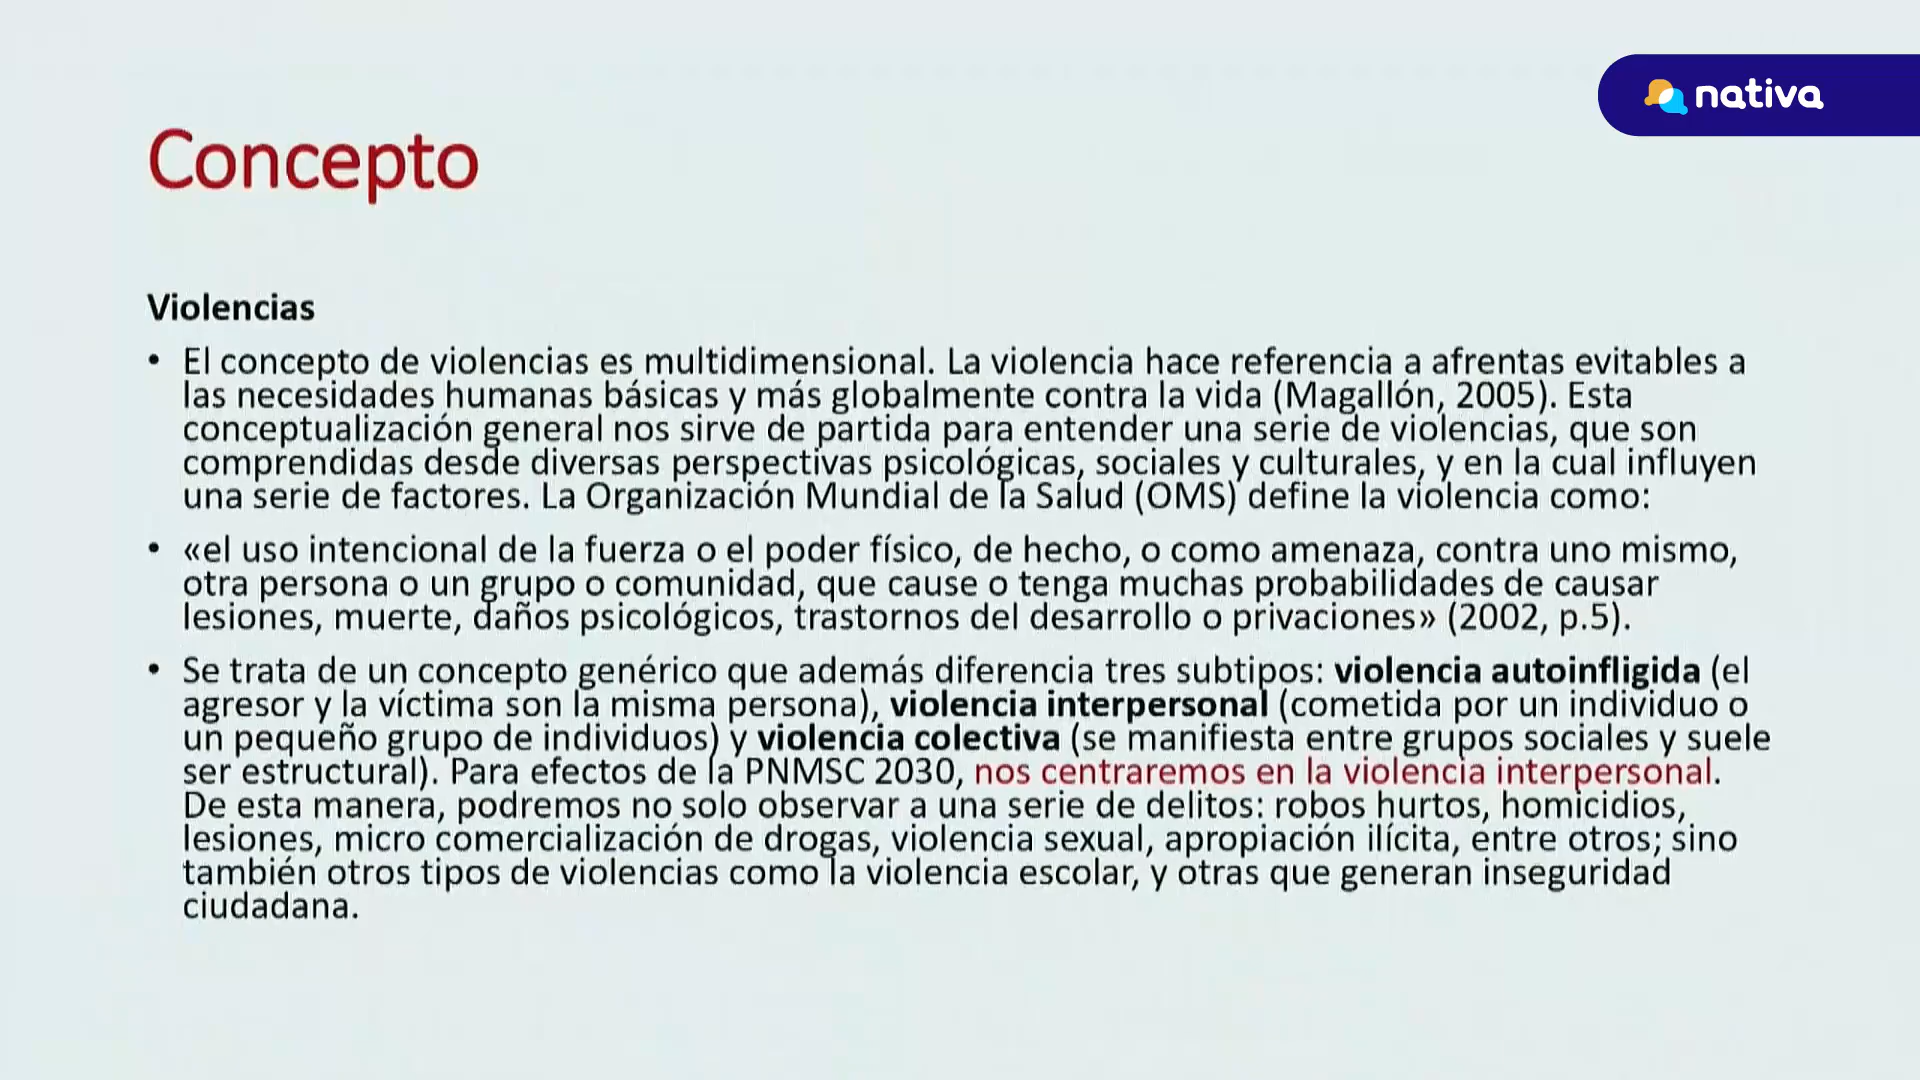 nativa
Concepto
Violencias
• El concepto de violencias es multidimensional. La violencia hace referencia a afrentas evitables a
las necesidades humanas básicas y más globalmente contra la vida (Magallón, 2005). Esta
conceptualización general nos sirve de partida para entender una serie de violencias, que son
comprendidas desde diversas perspectivas psicológicas, sociales y culturales, y en la cual influyen
una serie de factores. La Organización Mundial de la Salud (OMS) define la violencia como:
• «el uso intencional de la fuerza o el poder físico, de hecho, o como amenaza, contra uno mismo,
otra persona o un grupo o comunidad, que cause o tenga muchas probabilidades de causar
lesiones, muerte, daños psicológicos, trastornos del desarrollo o privaciones» (2002, p.5).
• Se trata de un concepto genérico que además diferencia tres subtipos: violencia autoinfligida (el
agresor y la víctima son la misma persona), violencia interpersonal (cometida por un individuo o
un pequeño grupo de individuos) y violencia colectiva (se manifiesta entre grupos sociales y suele
ser estructural). Para efectos de la PNMSC 2030, nos centraremos en la violencia interpersonal.
De esta manera, podremos no solo observar a una serie de delitos: robos hurtos, homicidios,
lesiones, micro comercialización de drogas, violencia sexual, apropiación ilícita, entre otros; sino
también otros tipos de violencias como la violencia escolar, y otras que generan inseguridad
ciudadana.